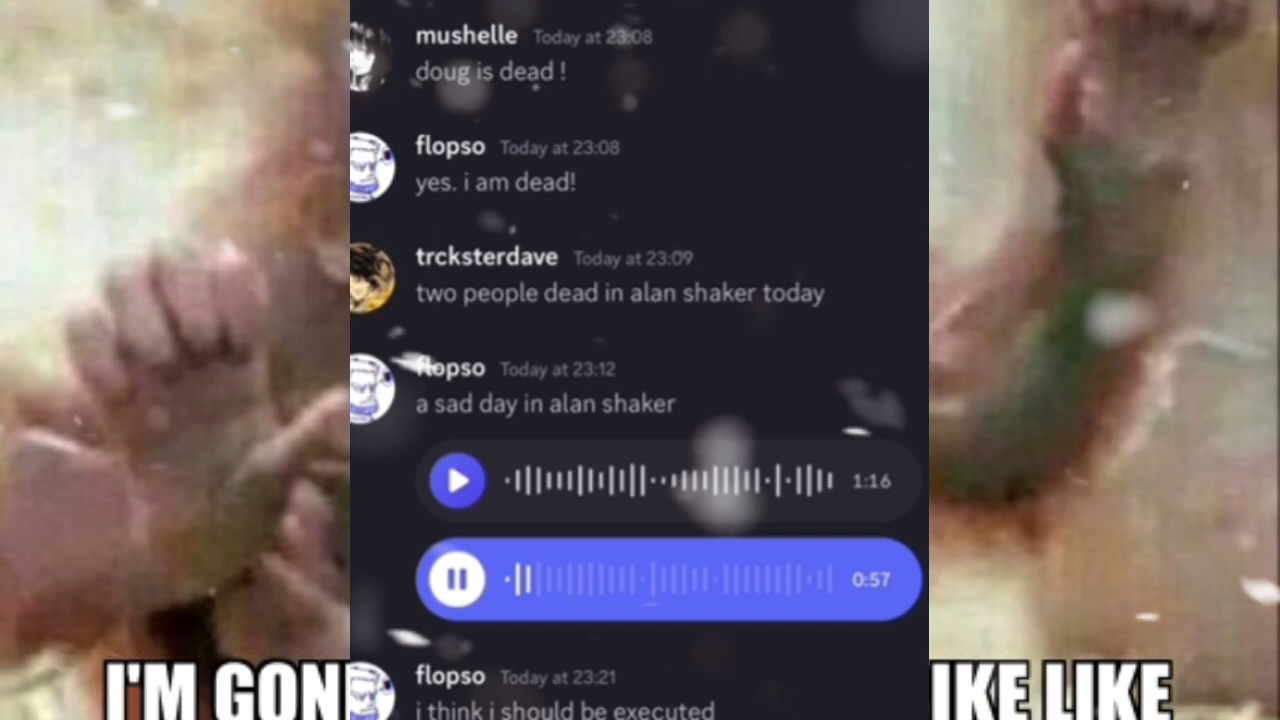 mushelle Today at 23:08
doug is dead !
flopso Today at 23:08
yes. i am dead!
trcksterdave Today at 23:09
two people dead in alan shaker today
flopso Today at 23:12
a sad day in alan shaker
1:16
0:57
flopso Today at 23:21
i think i should be executed
I'M GON IKE LIKE